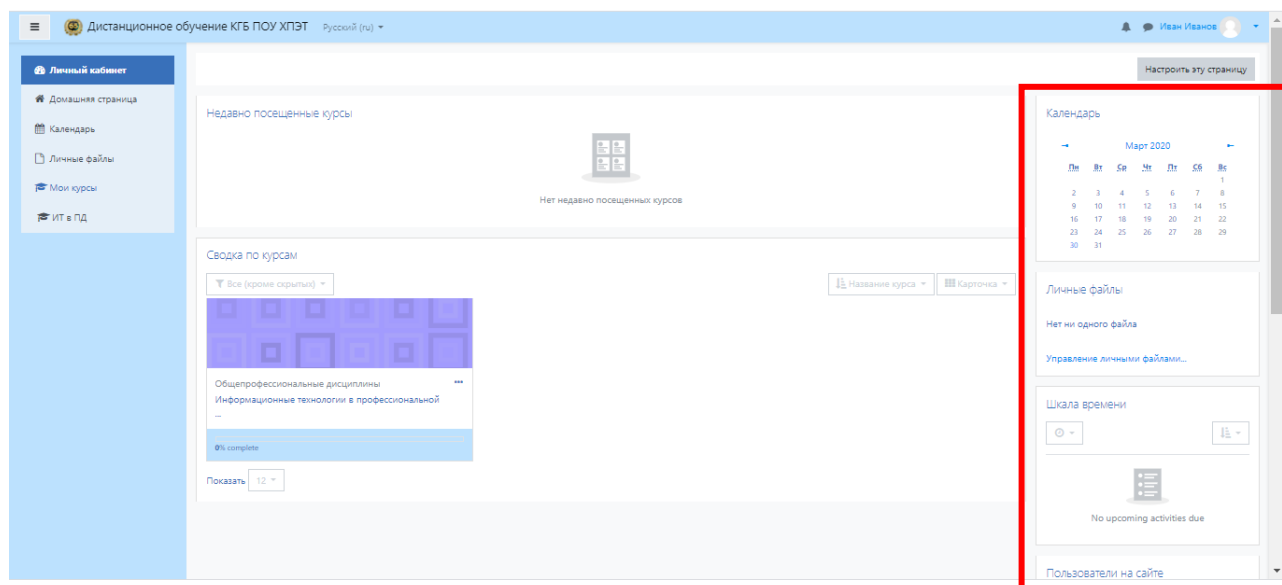 Дистанционное обучение КГБ ПОУ ХПЭТ Русский (ru)
Иван Иванов
Личный кабинет
Домашняя страница
Календарь
Личные файлы
Мои курсы
ИТ в ПД
Настроить эту страницу
Недавно посещенные курсы
Нет недавно посещенных курсов
Сводка по курсам
Все (кроме скрытых)
Название курса
Карточка
Общепрофессиональные дисциплины
Информационные технологии в профессиональной
...
0% complete
Показать 12
Календарь
Март 2020
Пн Вт Ср Чт Пт Сб Вс
1
2 3 4 5 6 7 8
9 10 11 12 13 14 15
16 17 18 19 20 21 22
23 24 25 26 27 28 29
30 31
Личные файлы
Нет ни одного файла
Управление личными файлами...
Шкала времени
No upcoming activities due
Пользователи на сайте